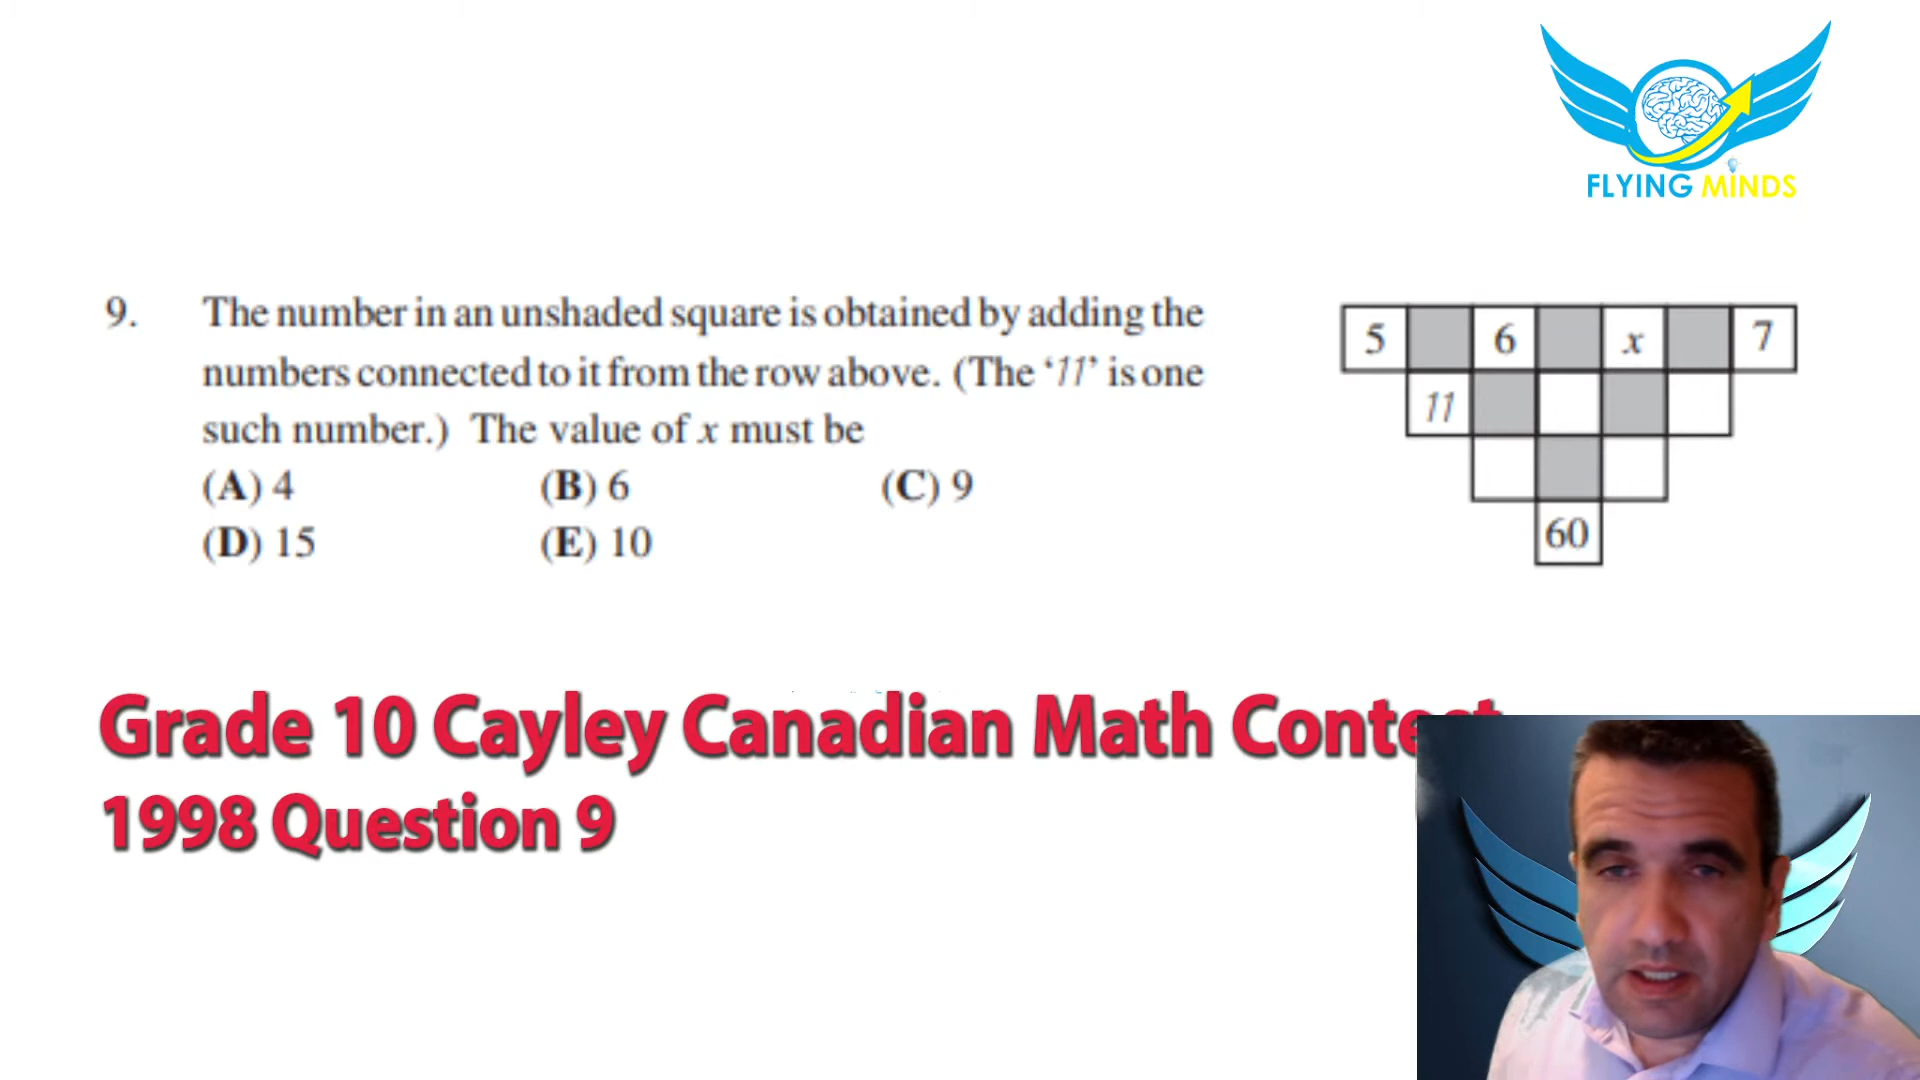 FLYING MINDS
9. The number in an unshaded square is obtained by adding the
numbers connected to it from the row above. (The ‘11’ is one
such number.) The value of x must be
(A) 4 (B) 6 (C) 9
(D) 15 (E) 10
5 6 x 7
11
60
Grade 10 Cayley Canadian Math Contest
1998 Question 9